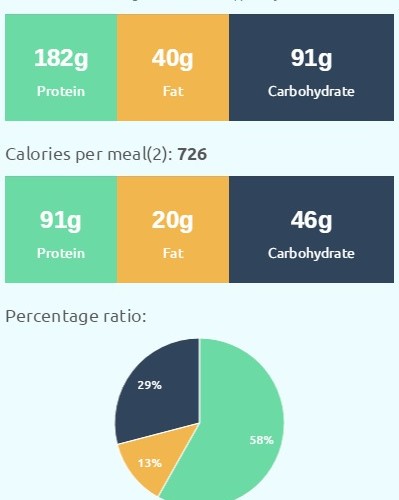 182g 40g 91g
Protein Fat Carbohydrate
Calories per meal(2): 726
91g 20g 46g
Protein Fat Carbohydrate
Percentage ratio:
29%
58%
13%